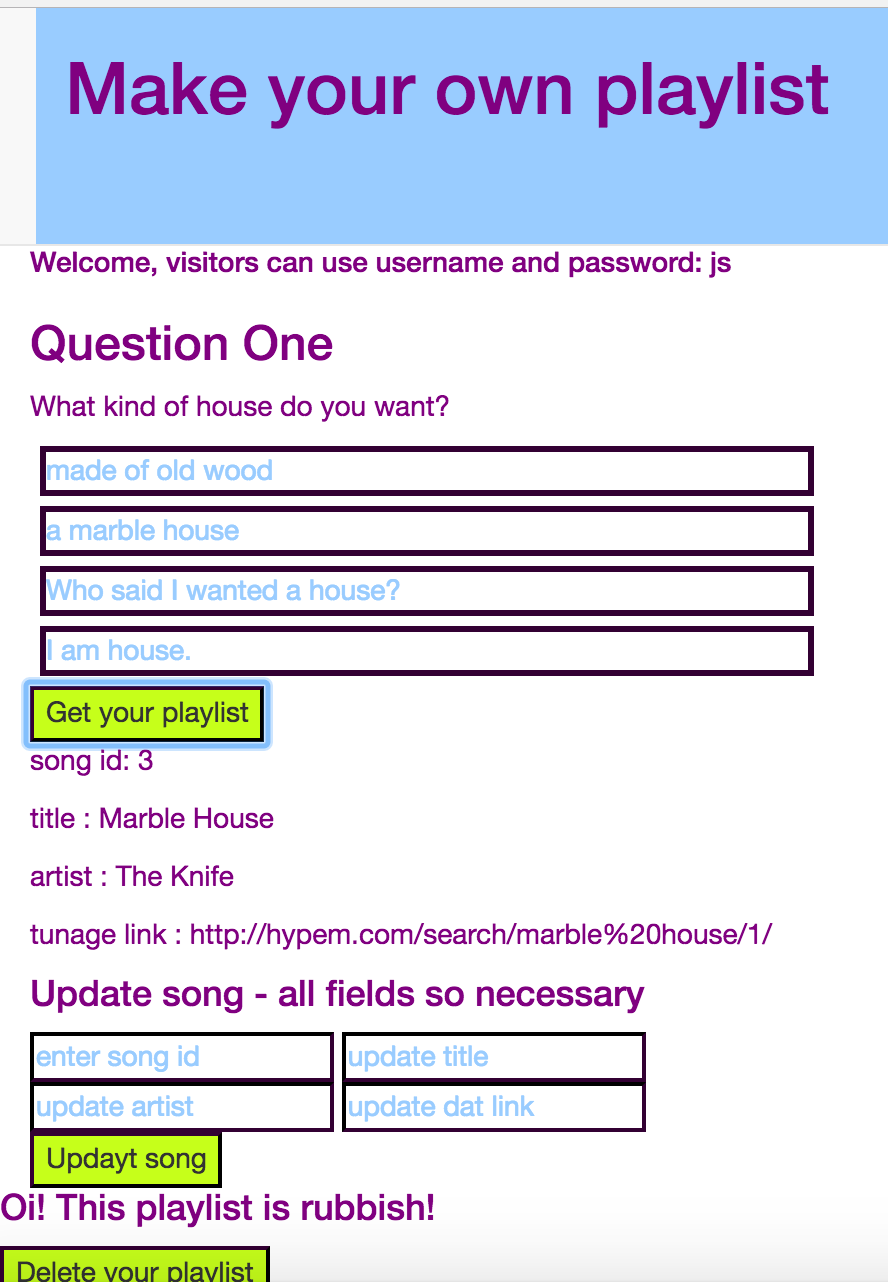 Make your own playlist
Welcome, visitors can use username and password: js
Question One
What kind of house do you want?
made of old wood
a marble house
Who said I wanted a house?
I am house.
Get your playlist
song id: 3
title : Marble House
artist : The Knife
tunage link : http://hypem.com/search/marble%20house/1/
Update song - all fields so necessary
enter song id update title
update artist update dat link
Updayt song
Oi! This playlist is rubbish!
Delete your playlist